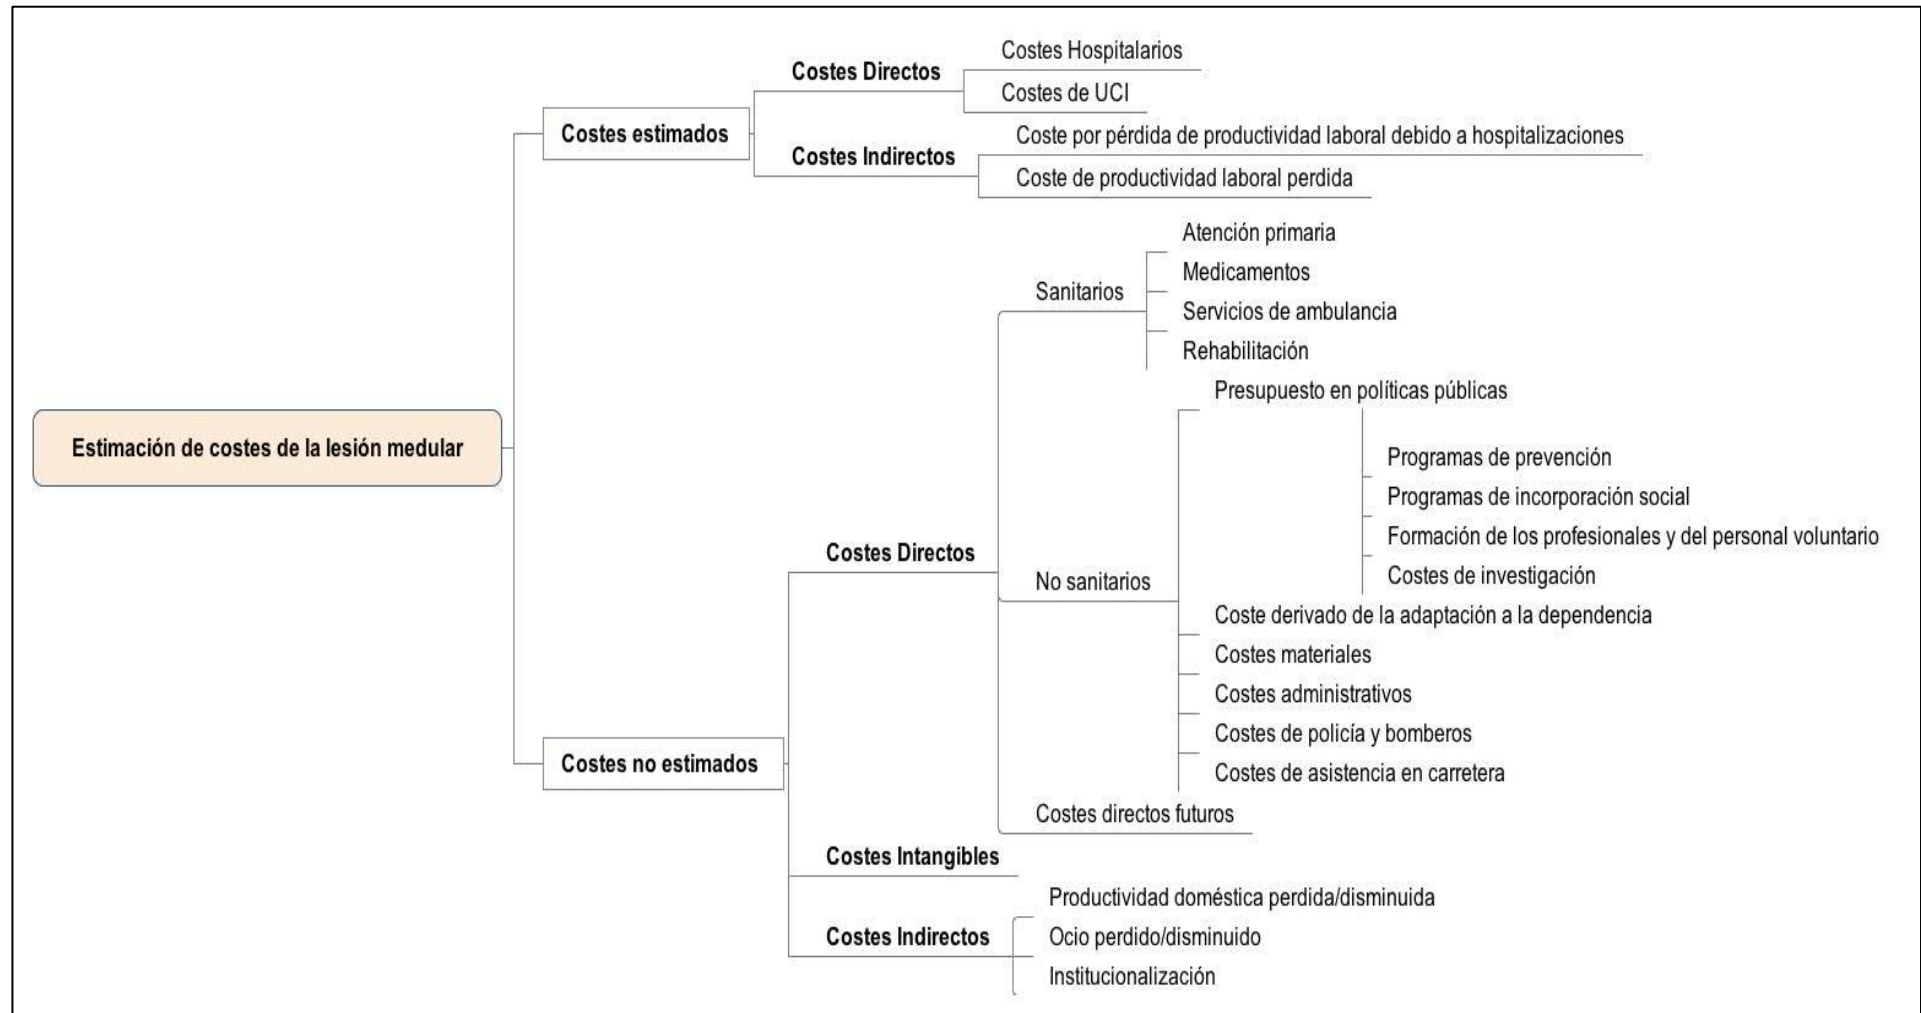 Estimación de costes de la lesión medular
Costes estimados
Costes Directos
Costes Hospitalarios
Costes de UCI
Costes Indirectos
Coste por pérdida de productividad laboral debido a hospitalizaciones
Coste de productividad laboral perdida
Costes no estimados
Costes Directos
Sanitarios
Atención primaria
Medicamentos
Servicios de ambulancia
Rehabilitación
No sanitarios
Presupuesto en políticas públicas
Programas de prevención
Programas de incorporación social
Formación de los profesionales y del personal voluntario
Costes de investigación
Coste derivado de la adaptación a la dependencia
Costes materiales
Costes administrativos
Costes de policía y bomberos
Costes de asistencia en carretera
Costes directos futuros
Costes Intangibles
Costes Indirectos
Productividad doméstica perdida/disminuida
Ocio perdido/disminuido
Institucionalización